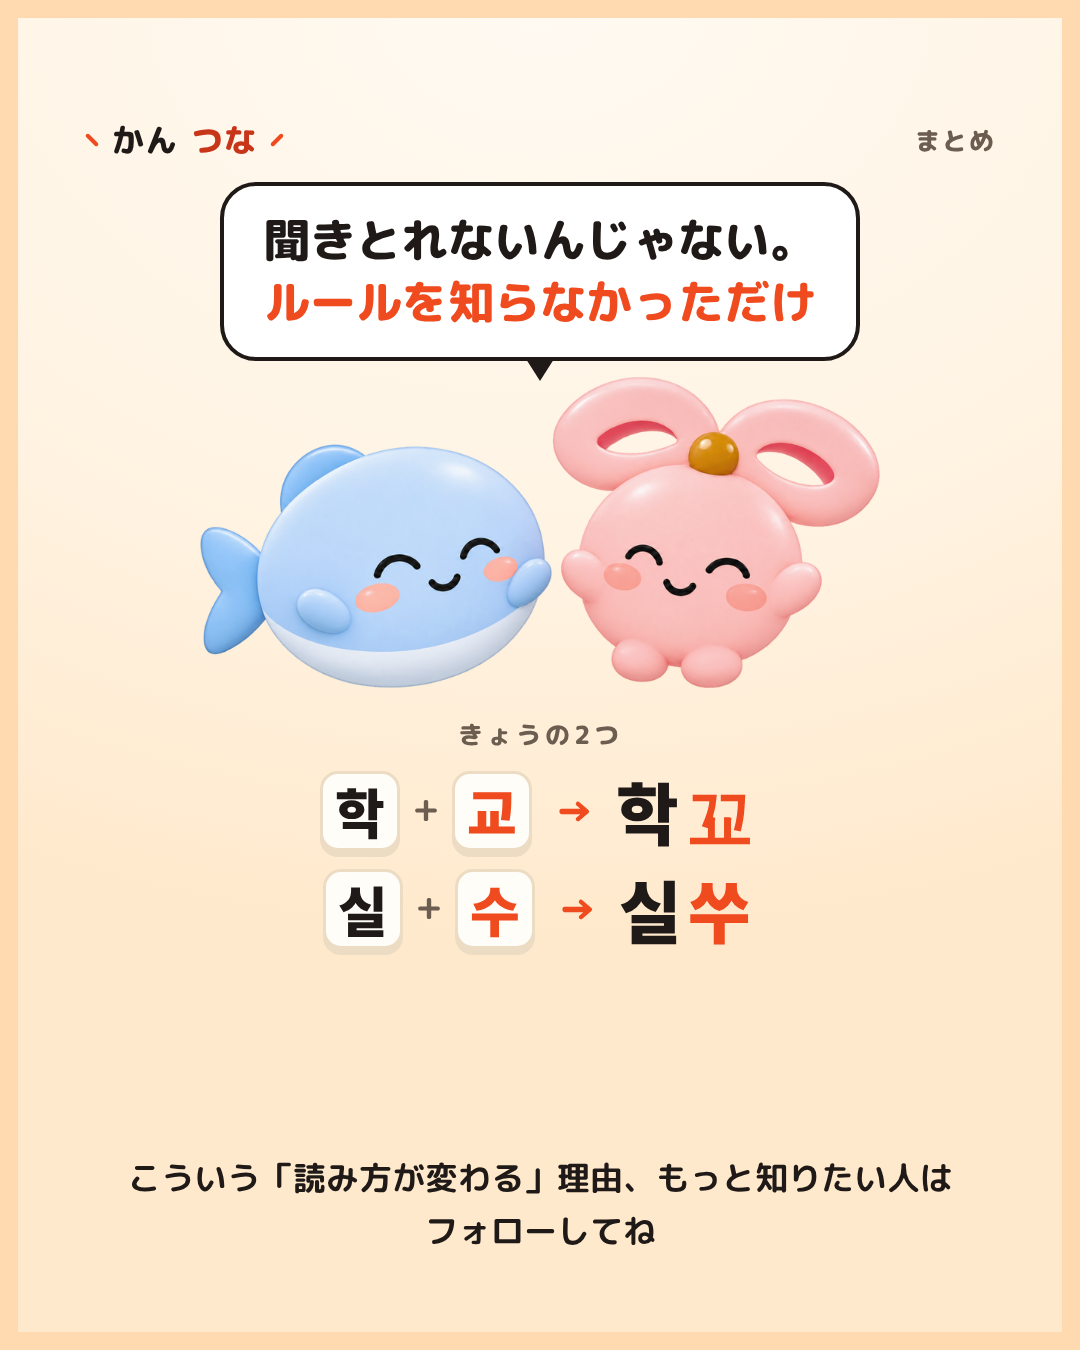 かん つな
まとめ
聞きとれないんじゃない。
ルールを知らなかっただけ
きょうの2つ
학 + 교 → 학꾜
실 + 수 → 실쑤
こういう「読み方が変わる」理由、もっと知りたい人は
フォローしてね